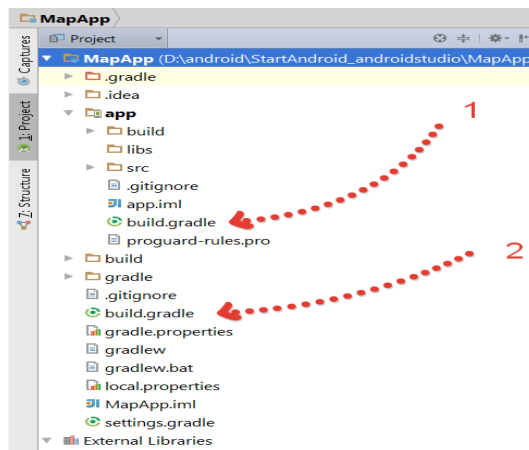 MapApp
Project
Captures
1: Project
7: Structure
MapApp (D:\android\StartAndroid_androidstudio\MapApp
.gradle
.idea
app
build
libs
src
.gitignore
app.iml
build.gradle
proguard-rules.pro
build
gradle
.gitignore
build.gradle
gradle.properties
gradlew
gradlew.bat
local.properties
MapApp.iml
settings.gradle
External Libraries
1
2